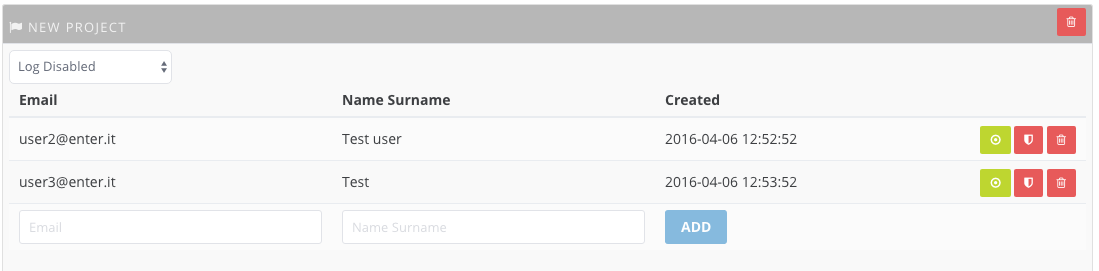 NEW PROJECT
Log Disabled
Email Name Surname Created
user2@enter.it Test user 2016-04-06 12:52:52
user3@enter.it Test 2016-04-06 12:53:52
Email Name Surname ADD